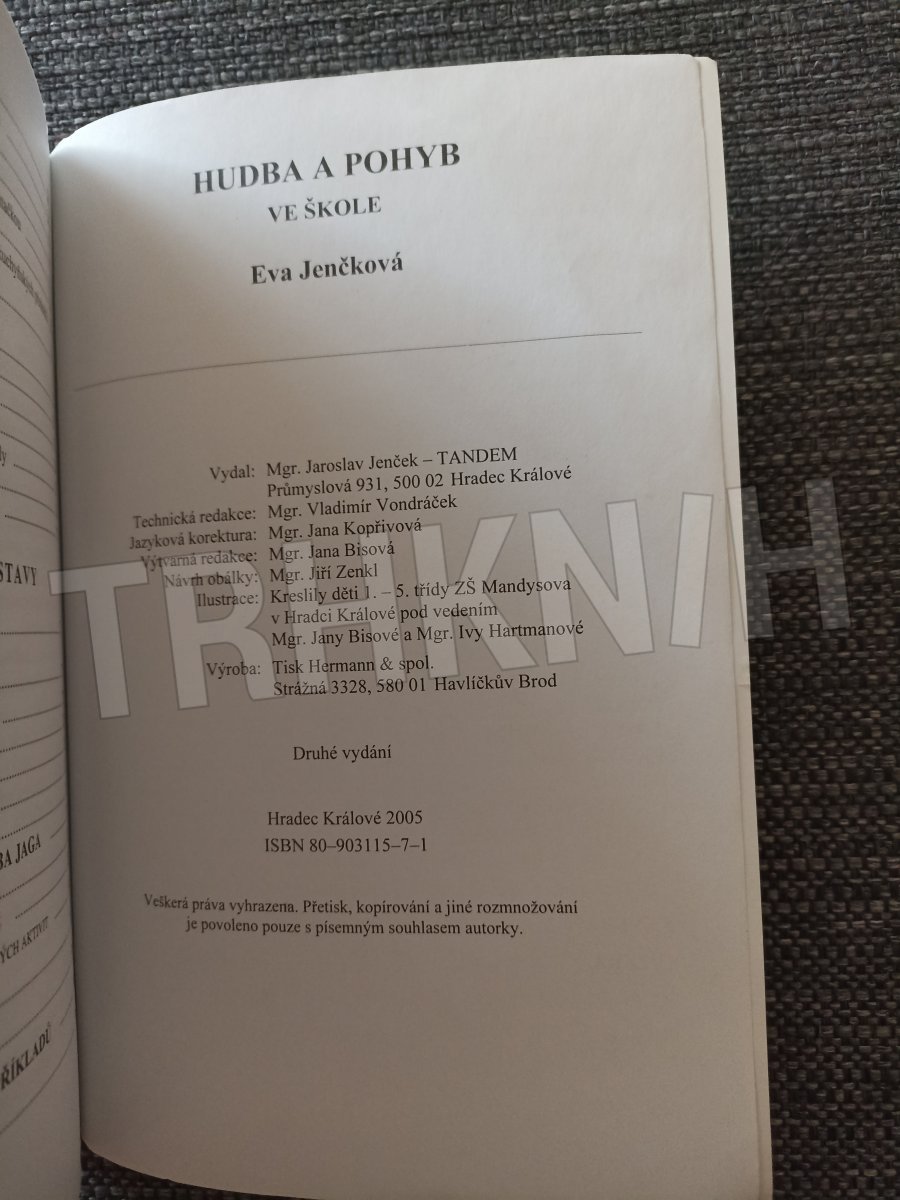 HUDBA A POHYB
VE ŠKOLE
Eva Jenčková
Vydal: Mgr. Jaroslav Jenček – TANDEM
Průmyslová 931, 500 02 Hradec Králové
Technická redakce: Mgr. Vladimír Vondráček
Jazyková korektura: Mgr. Jana Kopřivová
Výtvarná redakce: Mgr. Jana Bisová
Návrh obálky: Mgr. Jiří Zenkl
Ilustrace: Kreslily děti 1. – 5. třídy ZŠ Mandysova
v Hradci Králové pod vedením
Mgr. Jany Bisové a Mgr. Ivy Hartmanové
Výroba: Tisk Hermann & spol.
Strážná 3328, 580 01 Havlíčkův Brod
Druhé vydání
Hradec Králové 2005
ISBN 80–903115–7–1
Veškerá práva vyhrazena. Přetisk, kopírování a jiné rozmnožování
je povoleno pouze s písemným souhlasem autorky.
STAVY
BA JAGA
ÝCH AKTIVIT
ŘÍKLADŮ
TRHKNIH